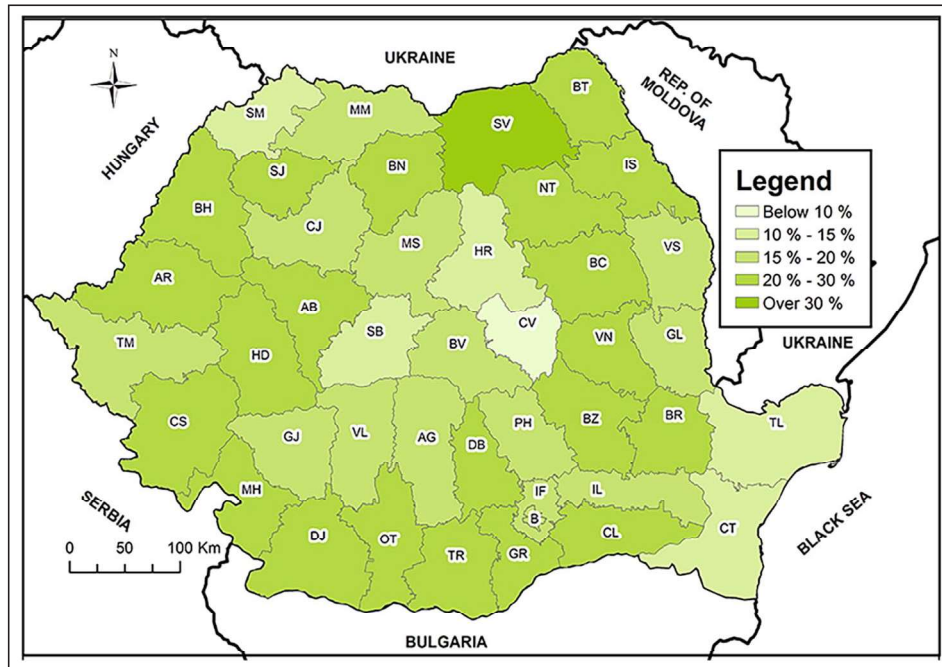 N
UKRAINE
REP. OF
MOLDOVA
HUNGARY
SM
MM
SV
BT
SJ
BN
NT
IS
BH
CJ
MS
HR
BC
VS
AR
AB
SB
BV
CV
VN
GL
TM
HD
CS
GJ
VL
AG
DB
PH
BZ
BR
TL
MH
IF
IL
B
DJ
OT
TR
GR
CL
CT
Legend
Below 10 %
10 % - 15 %
15 % - 20 %
20 % - 30 %
Over 30 %
UKRAINE
SERBIA
BLACK SEA
0 50 100 Km
BULGARIA